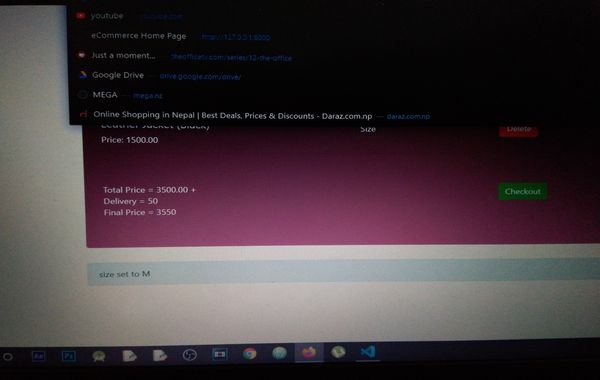 youtube — youtube.com
eCommerce Home Page — http://127.0.0.1:8000
Just a moment... — theofficetv.com/series/12-the-office
Google Drive — drive.google.com/drive/
MEGA — mega.nz
Online Shopping in Nepal | Best Deals, Prices & Discounts - Daraz.com.np — daraz.com.np
Leather Jacket (Black) Size Delete
Price: 1500.00
Total Price = 3500.00 + Checkout
Delivery = 50
Final Price = 3550
size set to M
Ae Ps